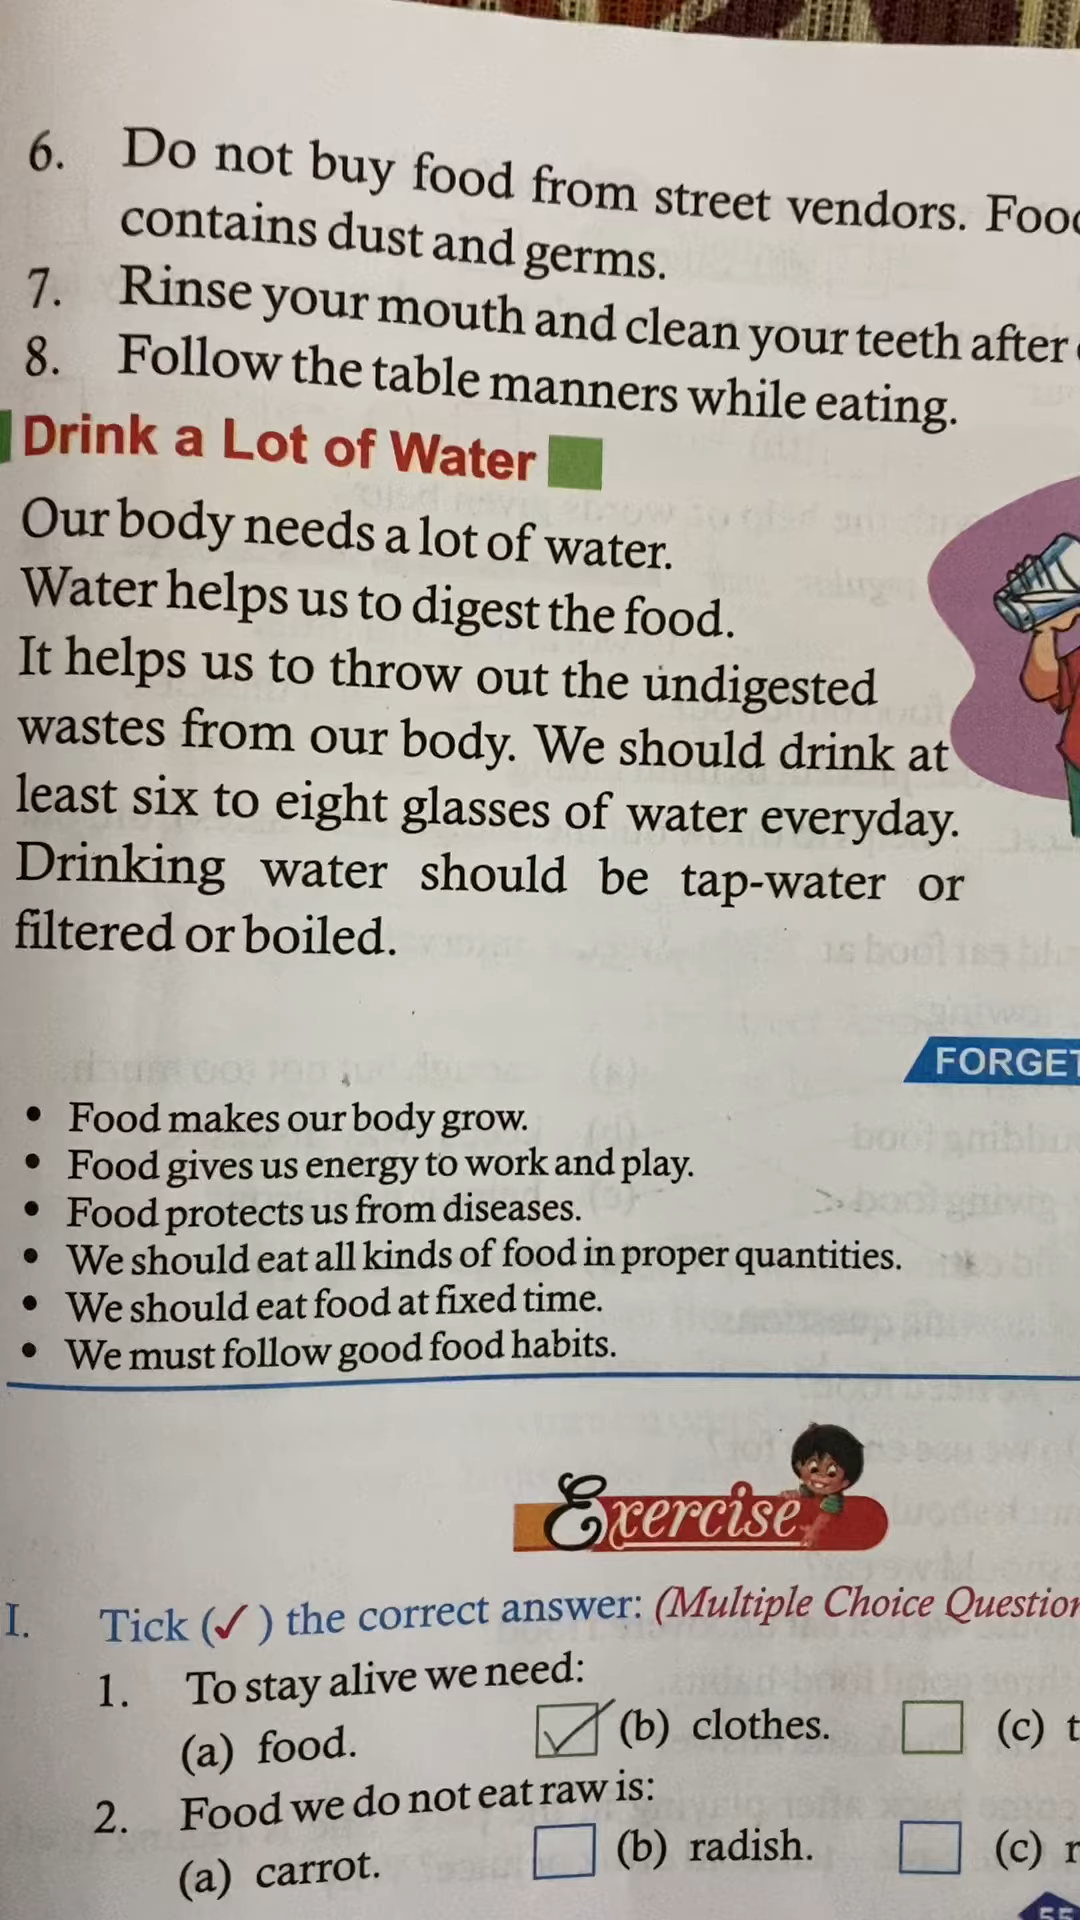 6. Do not buy food from street vendors.
contains dust and germs.
7. Rinse your mouth and clean your teeth after
8. Follow the table manners while eating.
Drink a Lot of Water
Our body needs a lot of water.
Water helps us to digest the food.
It helps us to throw out the undigested
wastes from our body. We should drink at
least six to eight glasses of water everyday.
Drinking water should be tap-water or
filtered or boiled.
FORGET
• Food makes our body grow.
• Food gives us energy to work and play.
• Food protects us from diseases.
• We should eat all kinds of food in proper quantities.
• We should eat food at fixed time.
• We must follow good food habits.
Exercise
I. Tick (✓) the correct answer: (Multiple Choice
1. To stay alive we need:
(a) food. (b) clothes. (c)
2. Food we do not eat raw is:
(a) carrot. (b) radish. (c)
55